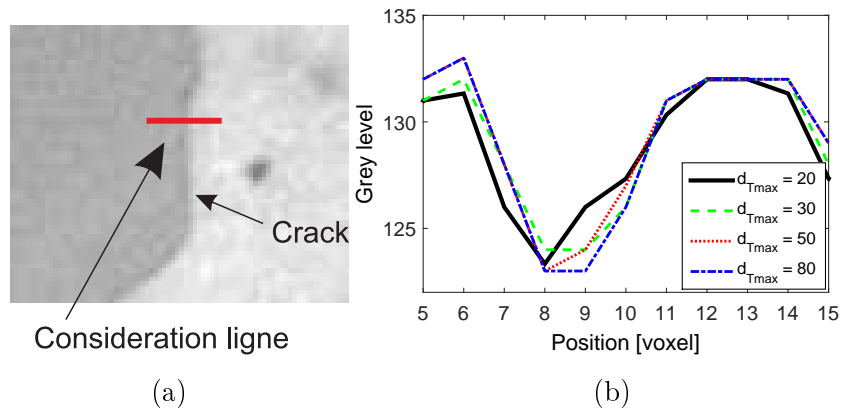 Crack
Consideration ligne
(a)
135
130
125
Grey level
5 6 7 8 9 10 11 12 13 14 15
Position [voxel]
d_Tmax = 20
d_Tmax = 30
d_Tmax = 50
d_Tmax = 80
(b)